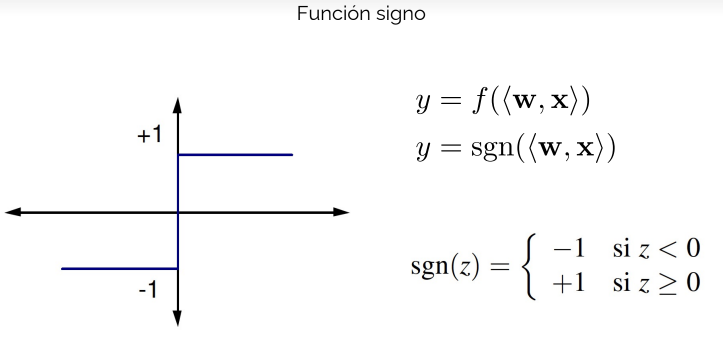 Función signo
+1
-1
y = f(⟨w, x⟩)
y = sgn(⟨w, x⟩)
sgn(z) = { −1 si z < 0
+1 si z ≥ 0